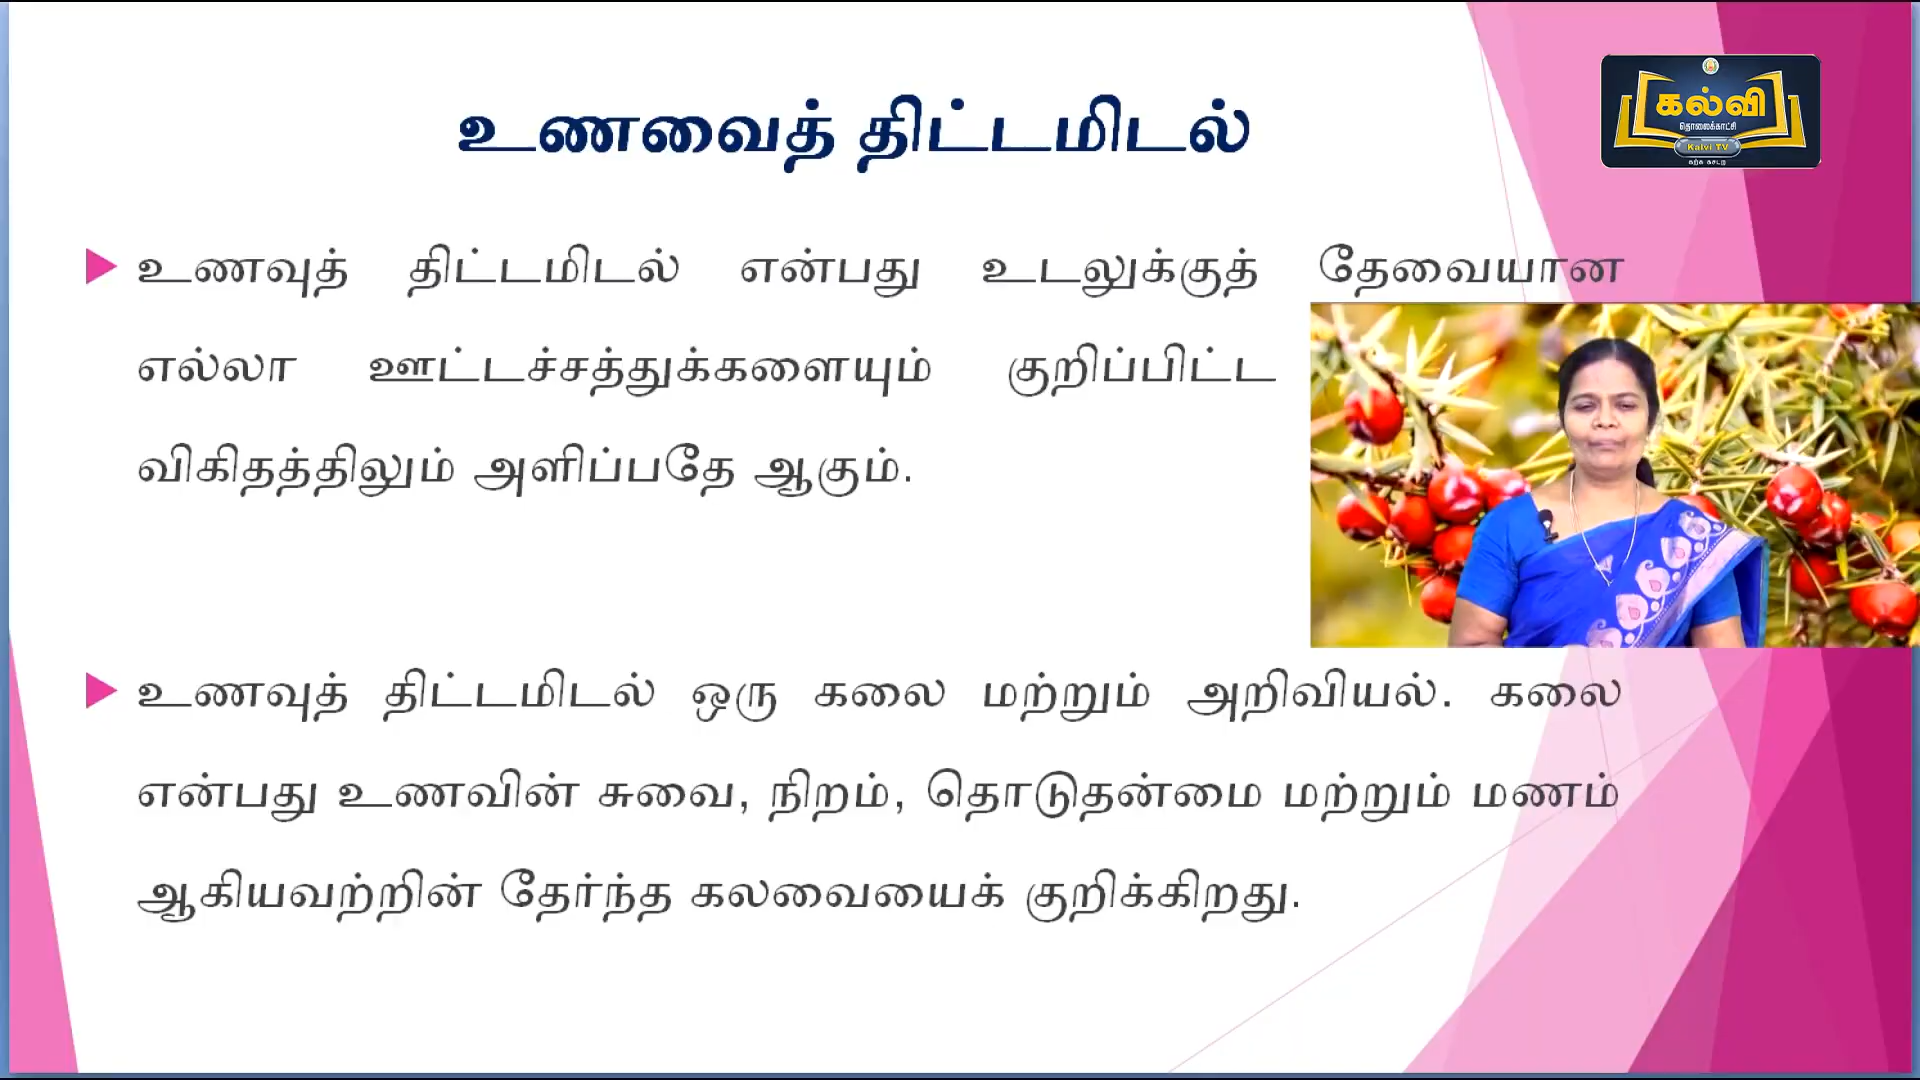 உணவைத் திட்டமிடல்
கல்வி
தொலைக்காட்சி
Kalvi TV
கற்க கசடற
உணவுத் திட்டமிடல் என்பது உடலுக்குத் தேவையான
எல்லா ஊட்டச்சத்துக்களையும் குறிப்பிட்ட
விகிதத்திலும் அளிப்பதே ஆகும்.
உணவுத் திட்டமிடல் ஒரு கலை மற்றும் அறிவியல். கலை
என்பது உணவின் சுவை, நிறம், தொடுதன்மை மற்றும் மணம்
ஆகியவற்றின் தேர்ந்த கலவையைக் குறிக்கிறது.